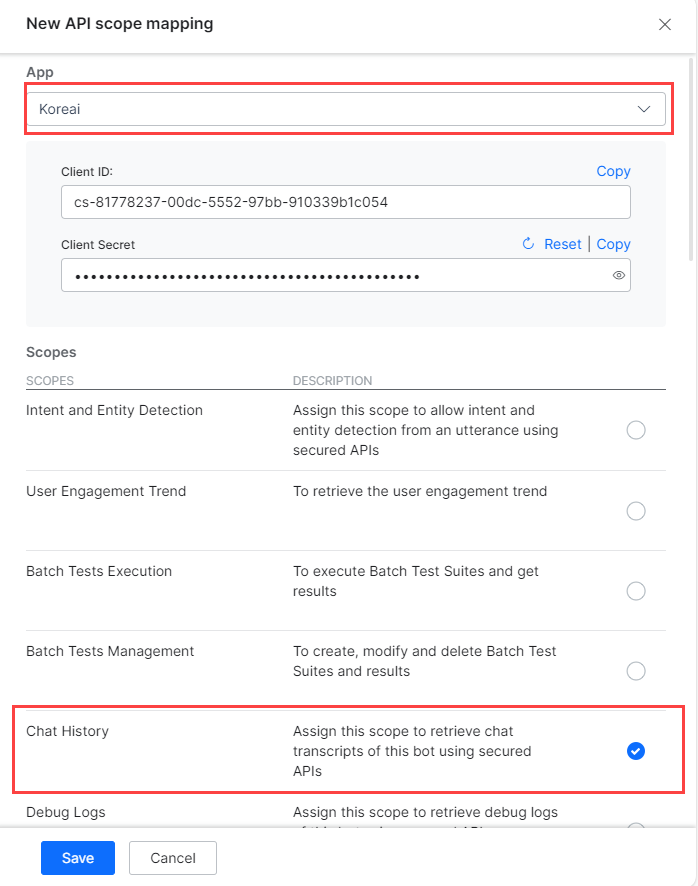 New API scope mapping
App
Koreai
Client ID:
Copy
cs-81778237-00dc-5552-97bb-910339b1c054
Client Secret
Reset | Copy
••••••••••••••••••••••••••••••••••••••••••••
Scopes
SCOPES DESCRIPTION
Intent and Entity Detection
Assign this scope to allow intent and
entity detection from an utterance using
secured APIs
User Engagement Trend
To retrieve the user engagement trend
Batch Tests Execution
To execute Batch Test Suites and get
results
Batch Tests Management
To create, modify and delete Batch Test
Suites and results
Chat History
Assign this scope to retrieve chat
transcripts of this bot using secured
APIs
Debug Logs
Assign this scope to retrieve debug logs
Save
Cancel